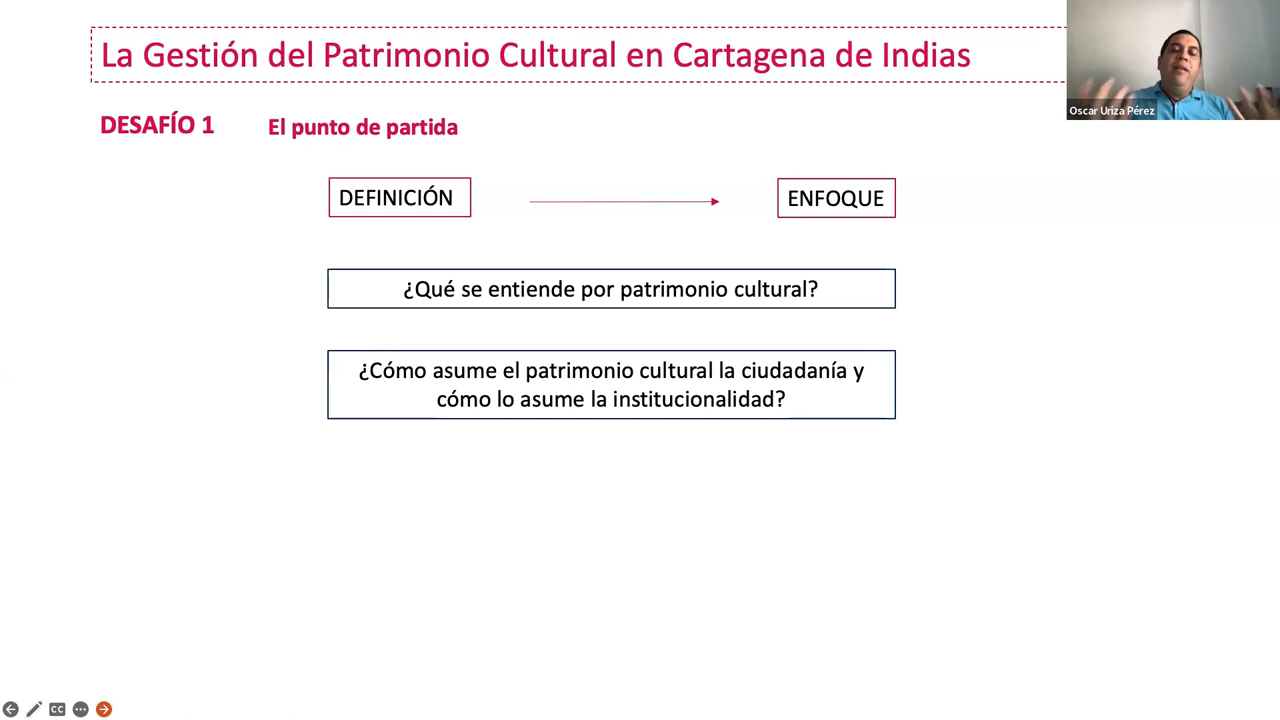 La Gestión del Patrimonio Cultural en Cartagena de Indias
Oscar Uriza Pérez
DESAFÍO 1
El punto de partida
DEFINICIÓN
ENFOQUE
¿Qué se entiende por patrimonio cultural?
¿Cómo asume el patrimonio cultural la ciudadanía y
cómo lo asume la institucionalidad?
CC